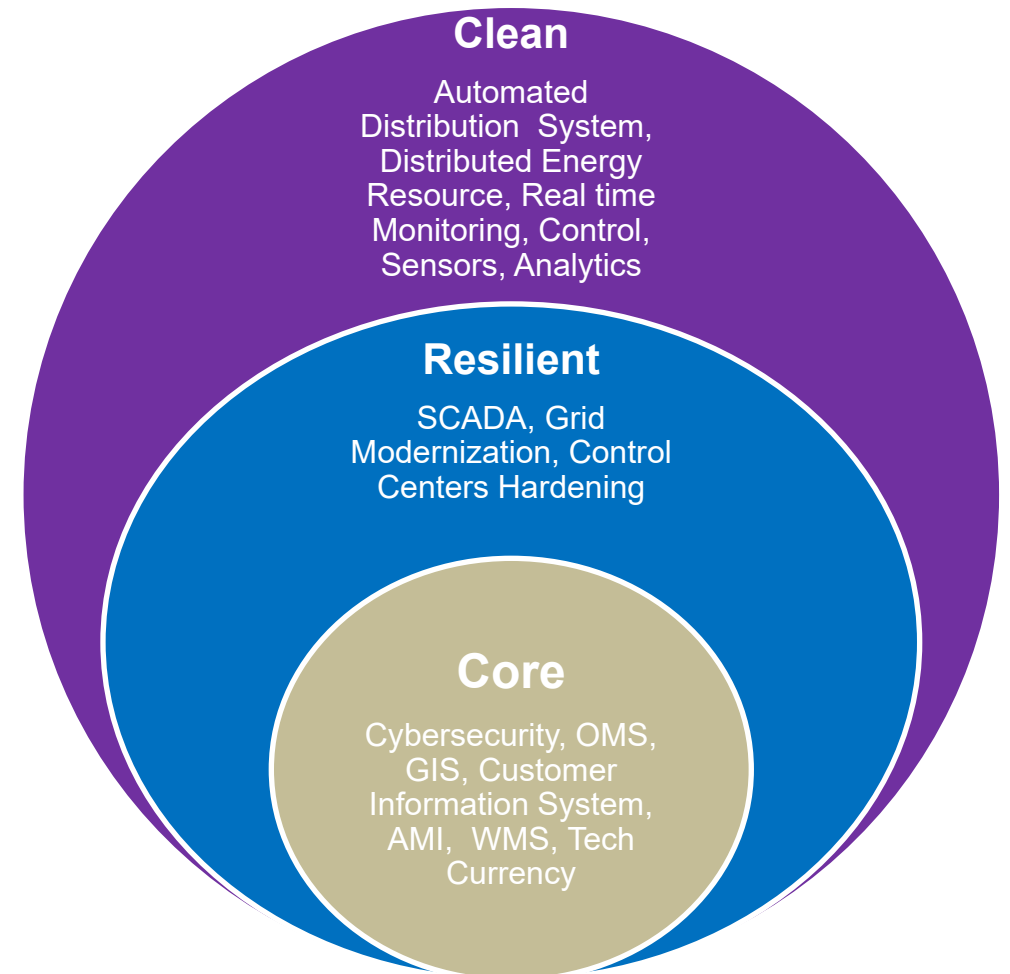 Clean
Automated
Distribution  System,
Distributed Energy
Resource, Real time
Monitoring, Control,
Sensors, Analytics
Resilient
SCADA, Grid
Modernization, Control
Centers Hardening
Core
Cybersecurity, OMS,
GIS, Customer
Information System,
AMI,  WMS, Tech
Currency